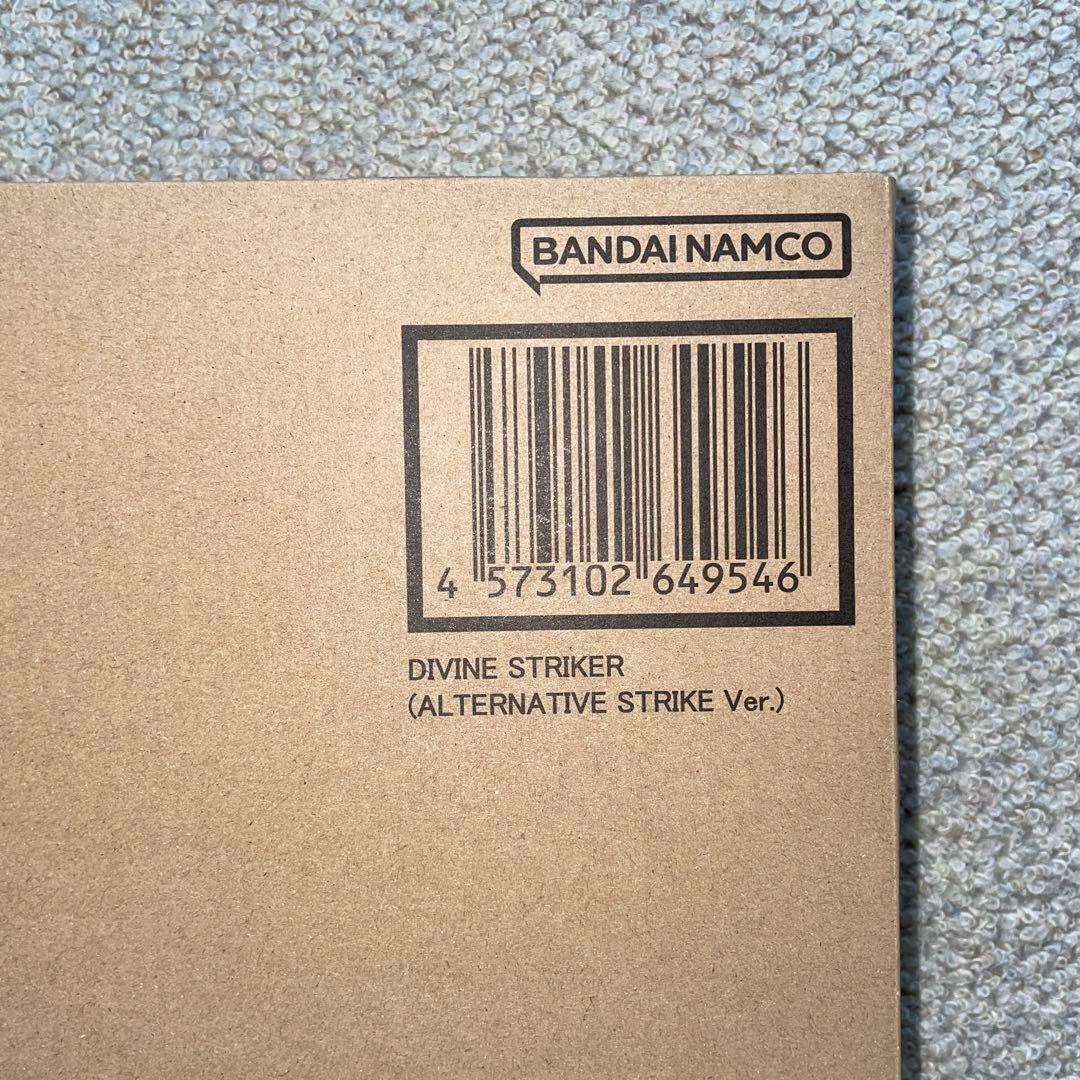 BANDAI NAMCO
4 573102 649546
DIVINE STRIKER
(ALTERNATIVE STRIKE Ver.)